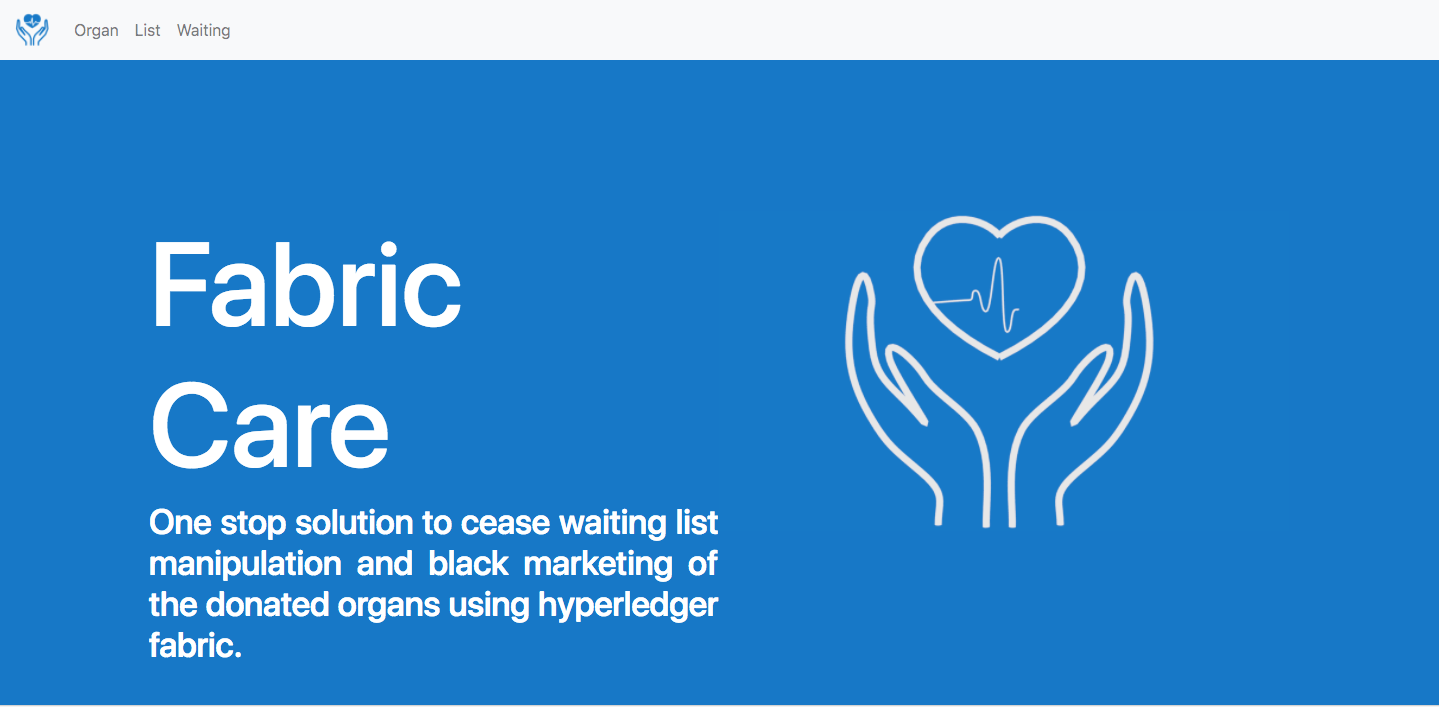 Organ List Waiting
Fabric
Care
One stop solution to cease waiting list
manipulation and black marketing of
the donated organs using hyperledger
fabric.